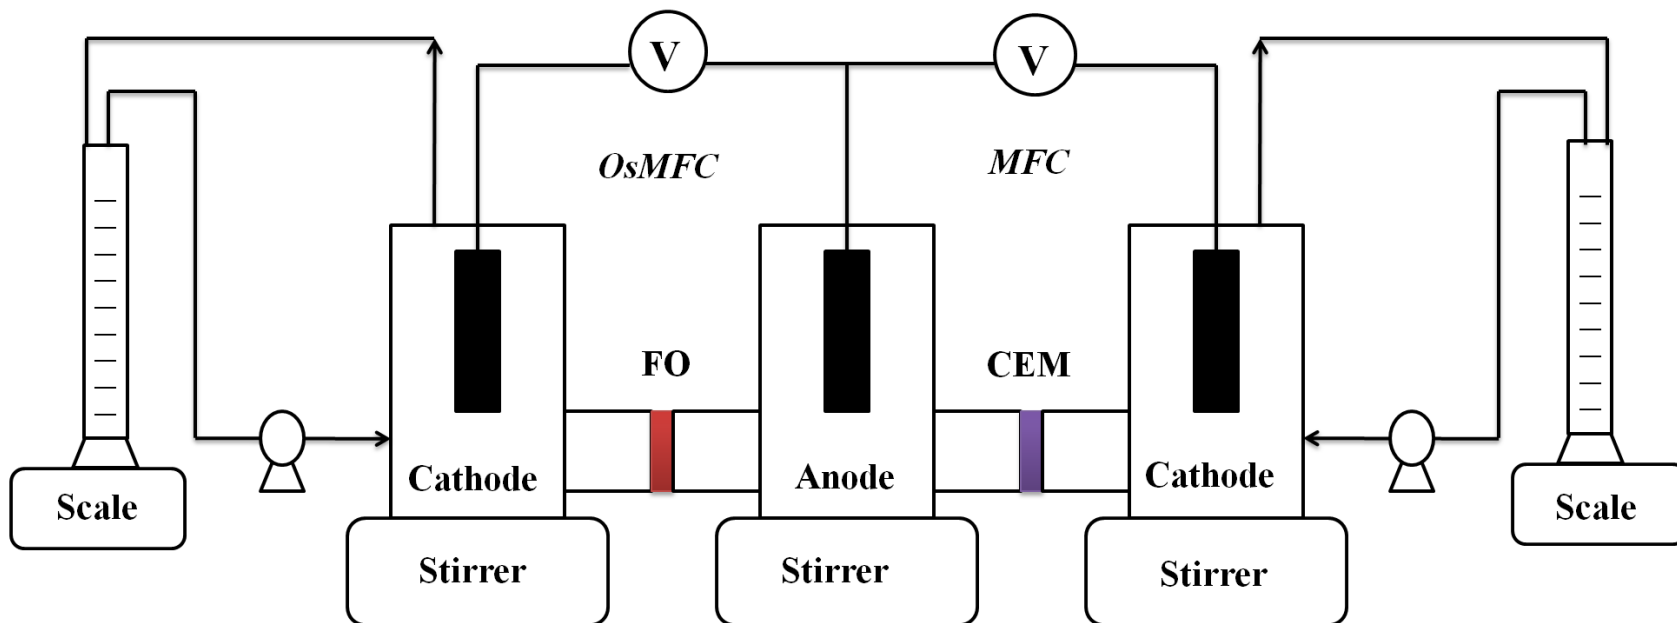 V
V
OsMFC
MFC
FO
CEM
Cathode
Anode
Cathode
Scale
Scale
Stirrer
Stirrer
Stirrer